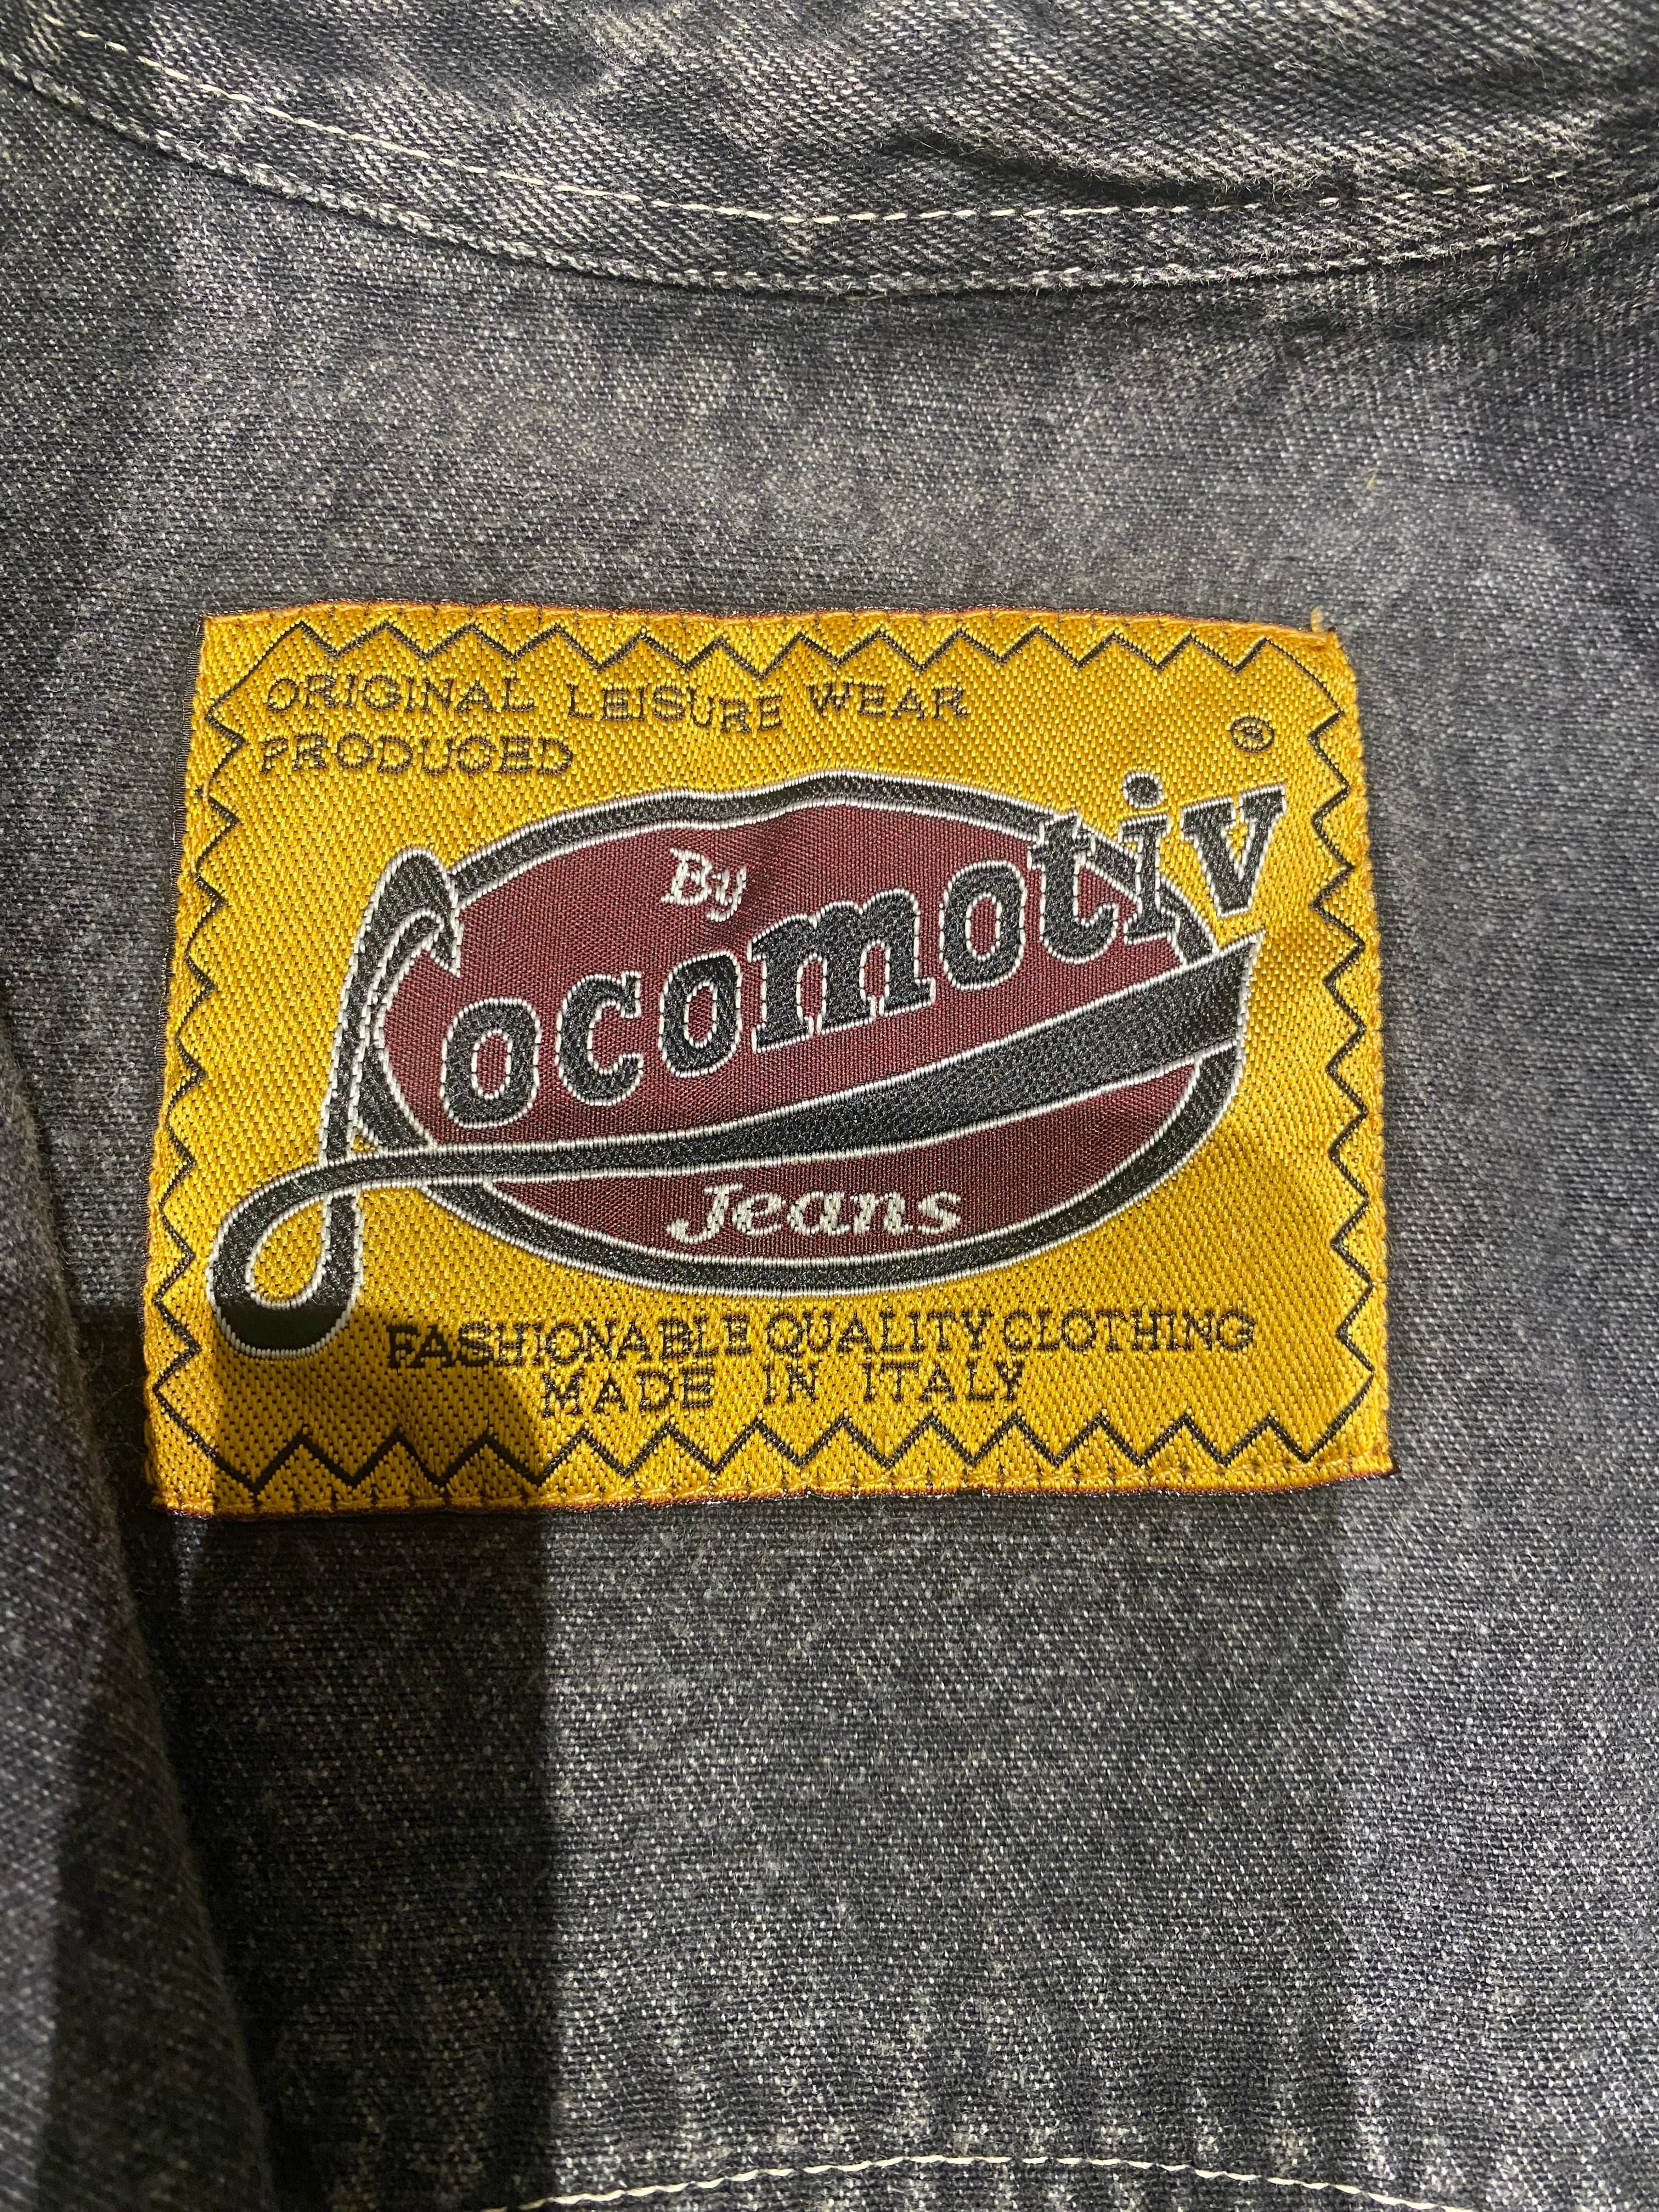 ORIGINAL LEISURE WEAR
PRODUCED
®
By
Locomotiv
Jeans
FASHIONABLE QUALITY CLOTHING
MADE IN ITALY